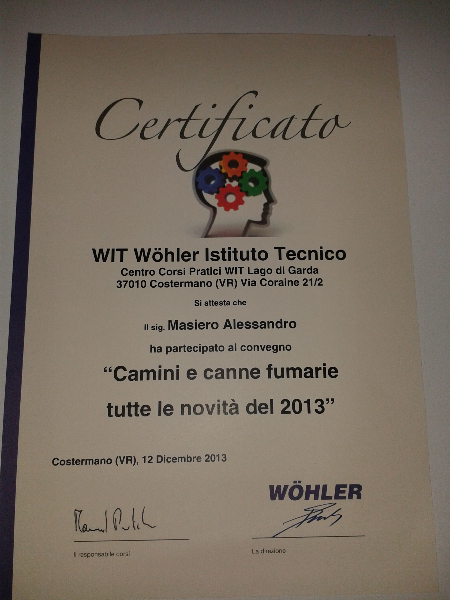 Certificato
WIT Wöhler Istituto Tecnico
Centro Corsi Pratici WIT Lago di Garda
37010 Costermano (VR) Via Coraine 21/2
Si attesta che
Il sig. Masiero Alessandro
ha partecipato al convegno
“Camini e canne fumarie
tutte le novità del 2013”
Costermano (VR), 12 Dicembre 2013
WÖHLER
Il responsabile corsi
La direzione